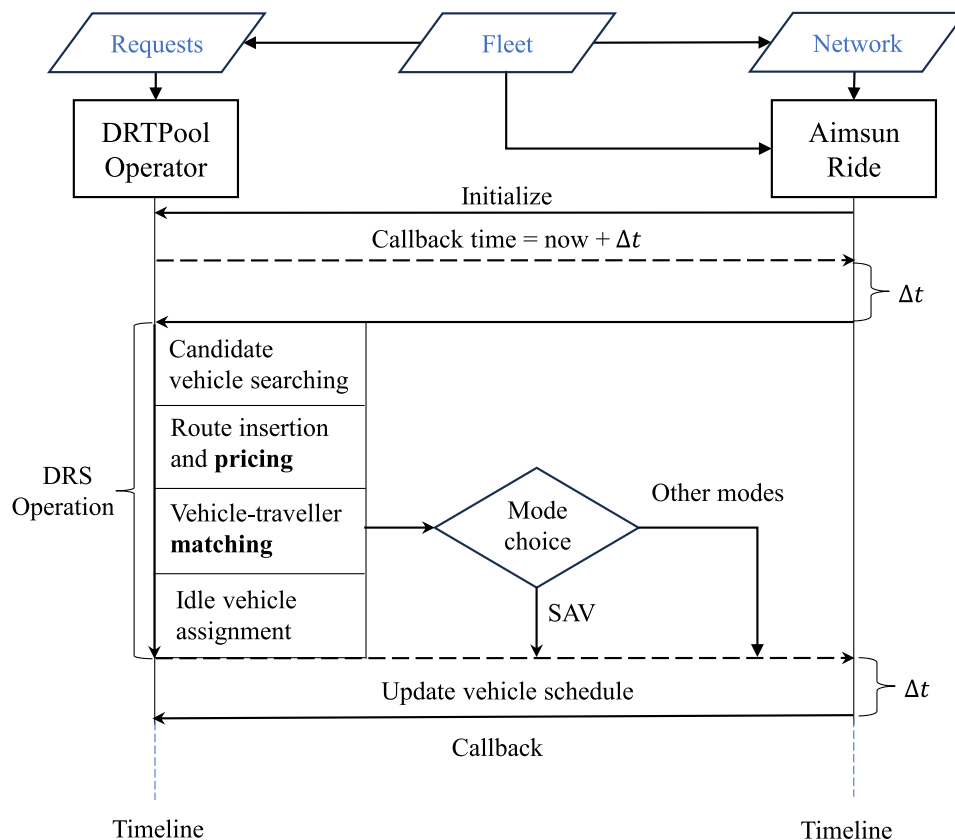 Requests
Fleet
Network
DRTPool
Operator
Aimsun
Ride
Initialize
Callback time = now + Δt
Δt
Candidate
vehicle searching
Route insertion
and pricing
DRS
Operation
Vehicle-traveller
matching
Mode
choice
Other modes
Idle vehicle
assignment
SAV
Update vehicle schedule
Δt
Callback
Timeline
Timeline